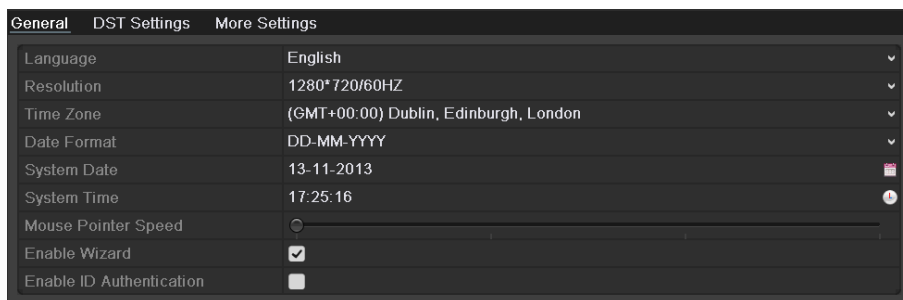 General DST Settings More Settings
Language English
Resolution 1280*720/60HZ
Time Zone (GMT+00:00) Dublin, Edinburgh, London
Date Format DD-MM-YYYY
System Date 13-11-2013
System Time 17:25:16
Mouse Pointer Speed
Enable Wizard
Enable ID Authentication